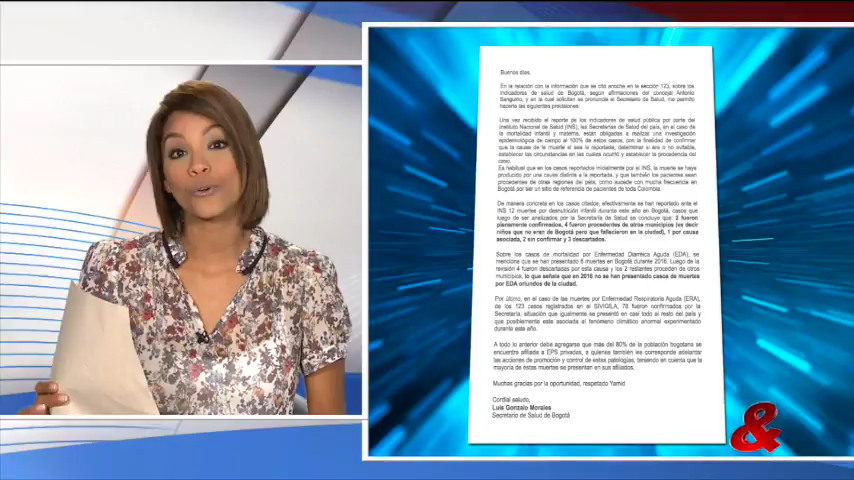 Buenos días.
En la relación con la información que se citó anoche en la sección 123, sobre los
indicadores de salud de Bogotá, según afirmaciones del concejal Antonio
Sanguino, y en la cual solicitan se pronuncie el Secretario de Salud, me permito
hacerle las siguientes precisiones:
Una vez recibido el reporte de los indicadores de salud pública por parte del
Instituto Nacional de Salud (INS), las Secretarías de Salud del país, en el caso de
la mortalidad infantil y materna, están obligadas a realizar una investigación
epidemiológica de campo al 100% de estos casos, con la finalidad de confirmar
que la causa de la muerte sí sea la reportada, determinar si era o no evitable,
establecer las circunstancias en las cuales ocurrió y establecer la procedencia del
caso.
Es habitual que en los casos reportados inicialmente por el INS, la muerte se haya
producido por una causa distinta a la reportada, y que también los pacientes sean
procedentes de otras regiones del país, como sucede con mucha frecuencia en
Bogotá por ser un sitio de referencia de pacientes de toda Colombia.
De manera concreta en los casos citados, efectivamente se han reportado ante el
INS 12 muertes por desnutrición infantil durante este año en Bogotá, casos que
luego de ser analizados por la Secretaría de Salud se concluye que: 2 fueron
plenamente confirmados, 4 fueron procedentes de otros municipios (es decir
niños que no eran de Bogotá pero que fallecieron en la ciudad), 1 por causa
asociada, 2 sin confirmar y 3 descartados.
Sobre los casos de mortalidad por Enfermedad Diarréica Aguda (EDA), se
menciona que se han presentado 6 muertes en Bogotá durante 2016. Luego de la
revisión 4 fueron descartadas por esta causa y los 2 restantes proceden de otros
municipio, lo que señala que en 2016 no se han presentado casos de muertes
por EDA oriundos de la ciudad.
Por último, en el caso de las muertes por Enfermedad Respiratoria Aguda (ERA),
de los 123 casos registrados en el SIVIGILA, 78 fueron confirmados por la
Secretaría, situación que igualmente se presentó en casi todo el resto del país y
que posiblemente esté asociada al fenómeno climático anormal experimentado
durante este año.
A todo lo anterior debe agregarse que más del 80% de la población bogotano se
encuentra afiliado a EPS privadas, a quienes también les corresponde adelantar
las acciones de promoción y control de estas patologías, teniendo en cuenta que la
mayoría de estas muertes se presentan en sus afiliados.
Muchas gracias por la oportunidad, respetado Yamid
Cordial saludo,
Luis Gonzalo Morales
Secretario de Salud de Bogotá
&